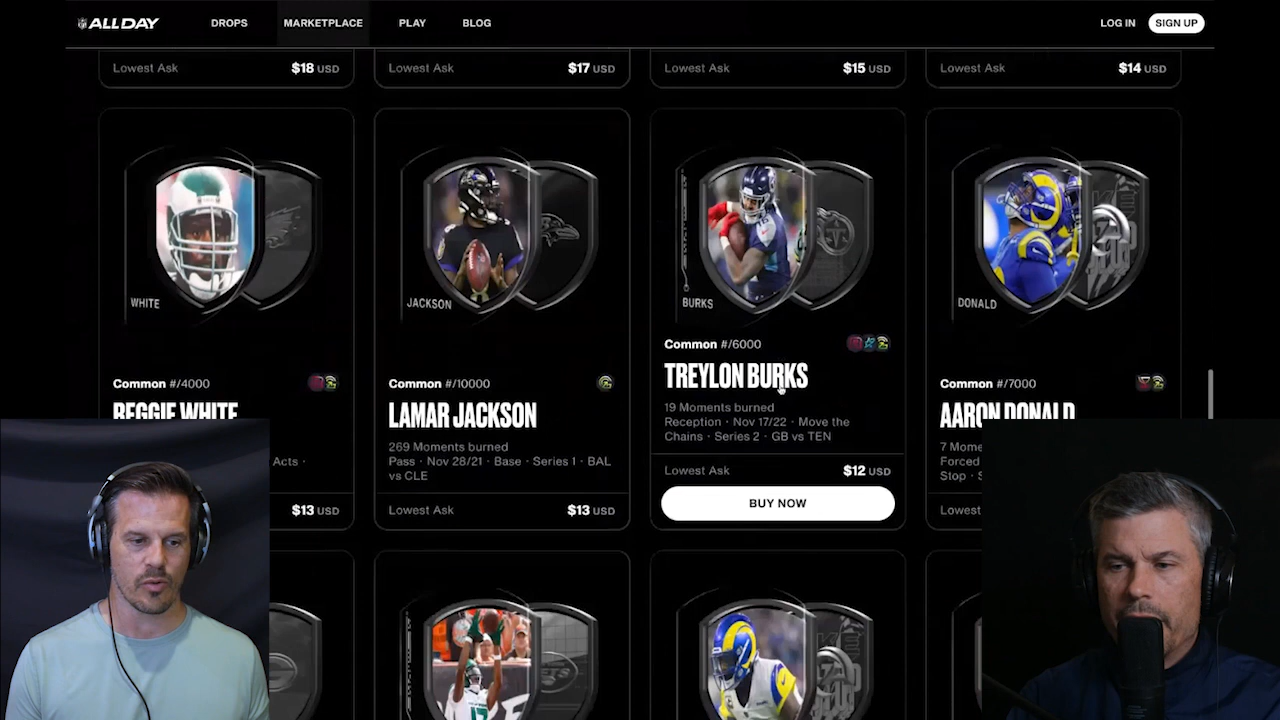 ALL DAY
DROPS
MARKETPLACE
PLAY
BLOG
LOG IN
SIGN UP
Lowest Ask $18 USD
Lowest Ask $17 USD
Lowest Ask $15 USD
Lowest Ask $14 USD
WHITE
Common #/4000
REGGIE WHITE
Acts ·
$13 USD
JACKSON
Common #/10000
LAMAR JACKSON
269 Moments burned
Pass · Nov 28/21 · Base · Series 1 · BAL
vs CLE
Lowest Ask $13 USD
BURKS
Common #/6000
TREYLON BURKS
19 Moments burned
Reception · Nov 17/22 · Move the
Chains · Series 2 · GB vs TEN
Lowest Ask $12 USD
BUY NOW
DONALD
Common #/7000
AARON DONALD
7 Mome
Forced
Stop · S
Lowest